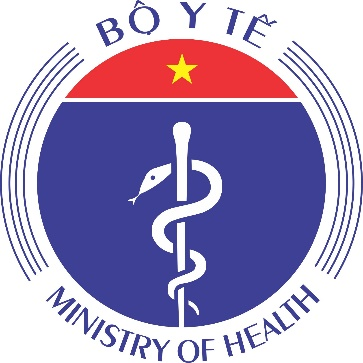 BỘ Y TẾ
MINISTRY OF HEALTH